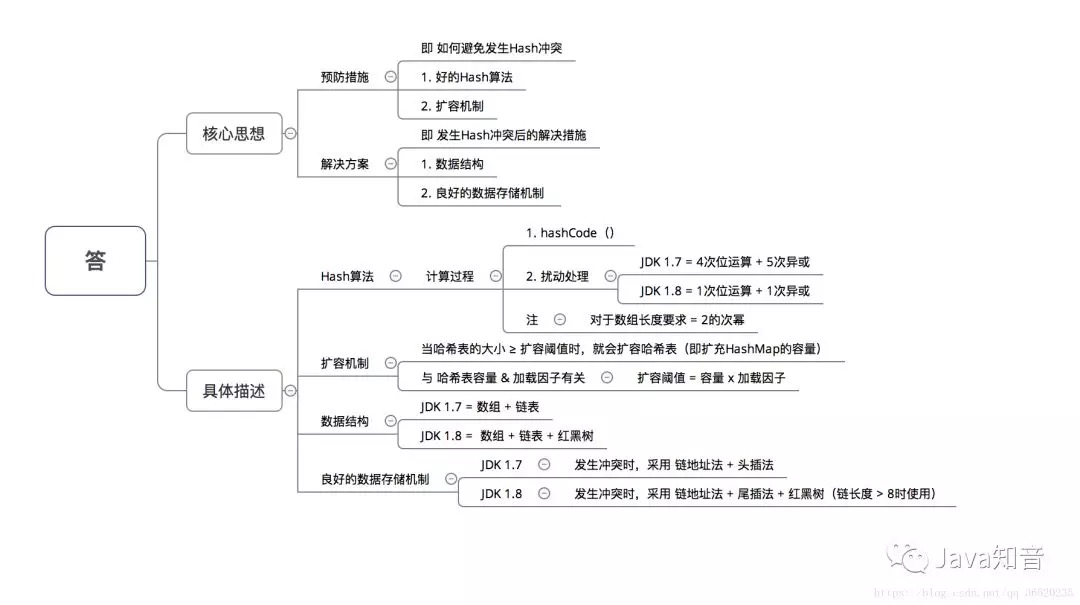 答
核心思想
预防措施
即 如何避免发生Hash冲突
1. 好的Hash算法
2. 扩容机制
解决方案
即 发生Hash冲突后的解决措施
1. 数据结构
2. 良好的数据存储机制
具体描述
Hash算法
计算过程
1. hashCode（）
2. 扰动处理
JDK 1.7 = 4次位运算 + 5次异或
JDK 1.8 = 1次位运算 + 1次异或
注
对于数组长度要求 = 2的次幂
扩容机制
当哈希表的大小 ≥ 扩容阈值时，就会扩容哈希表（即扩充HashMap的容量）
与 哈希表容量 & 加载因子有关
扩容阈值 = 容量 x 加载因子
数据结构
JDK 1.7 = 数组 + 链表
JDK 1.8 = 数组 + 链表 + 红黑树
良好的数据存储机制
JDK 1.7
发生冲突时，采用 链地址法 + 头插法
JDK 1.8
发生冲突时，采用 链地址法 + 尾插法 + 红黑树（链长度 > 8时使用）
Java知音
https://blog.csdn.net/qq_36520235